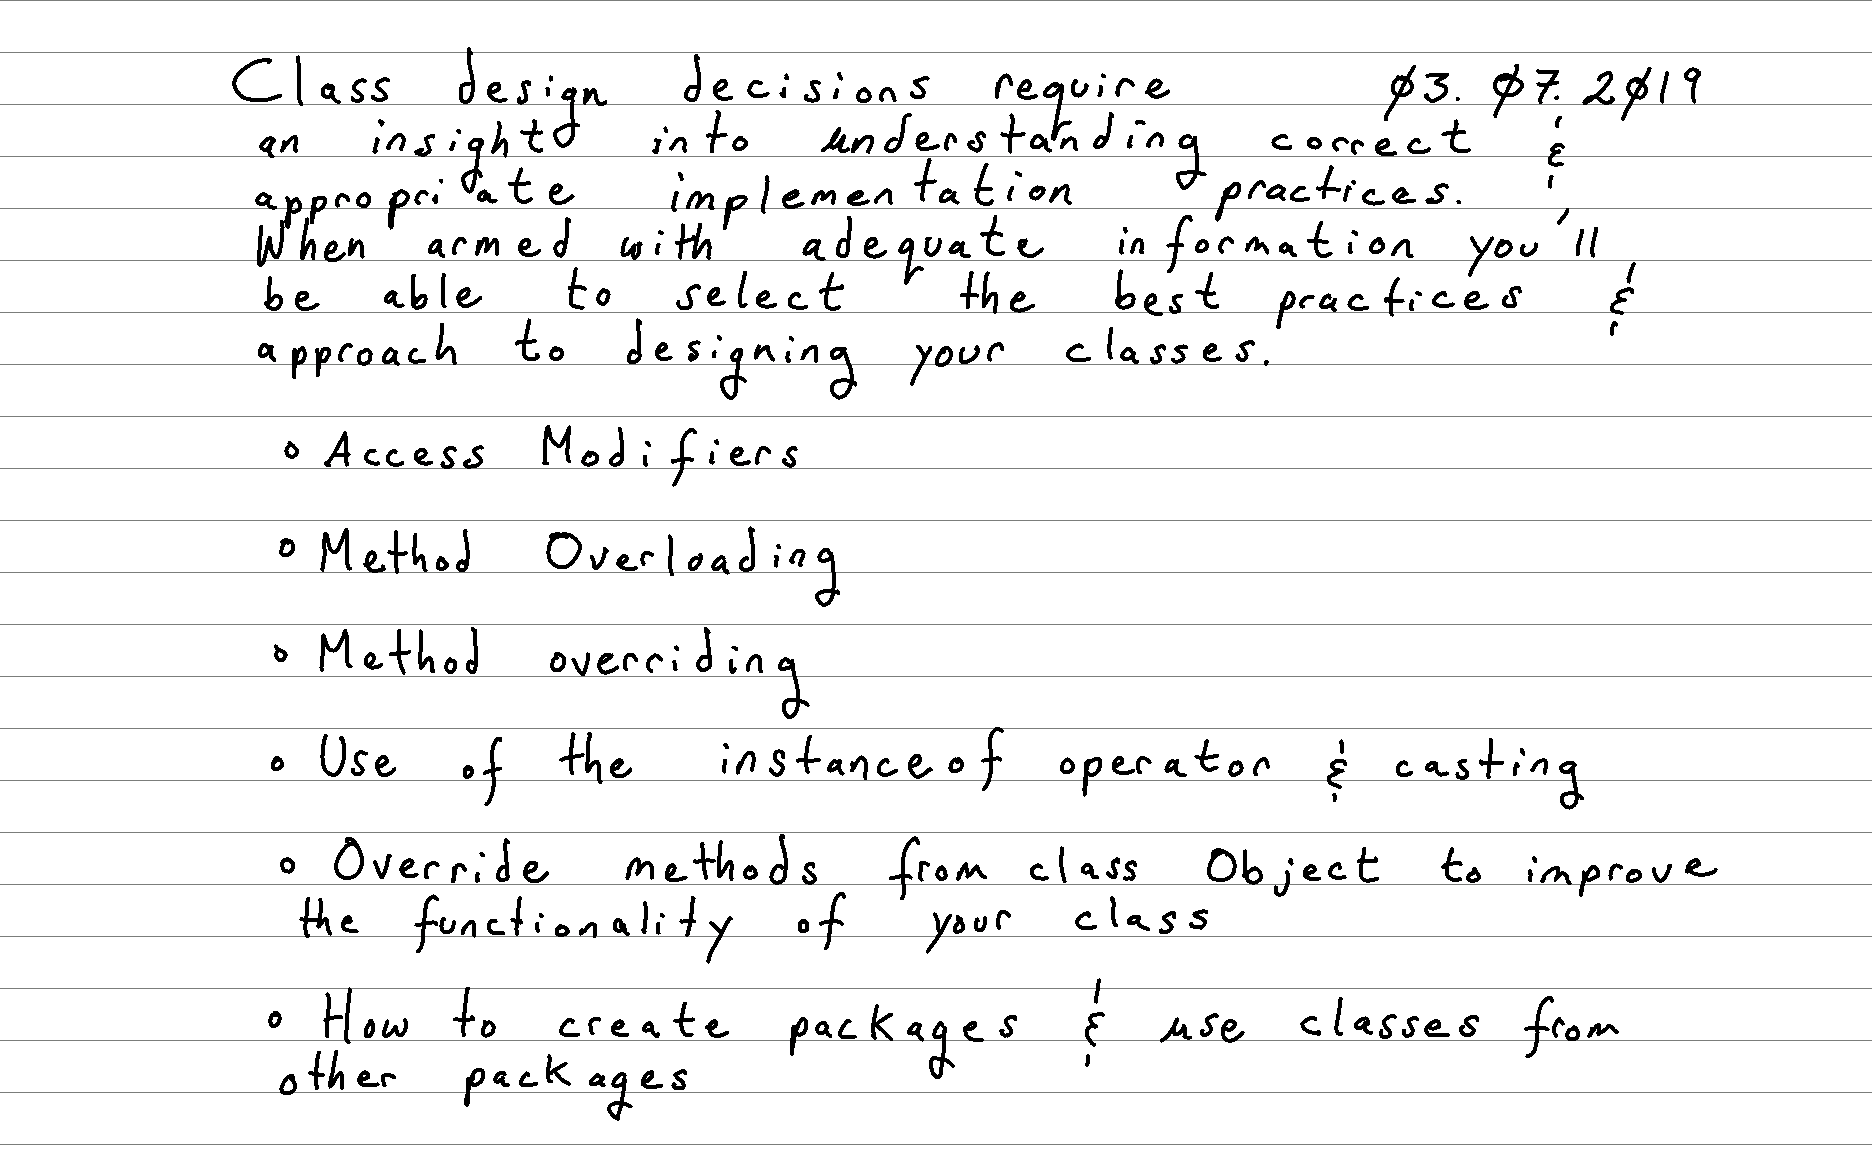 Class design decisions require 03. 07. 2019
an insight into understanding correct &
appropriate implementation practices.
When armed with adequate information you'll
be able to select the best practices &
approach to designing your classes.
• Access Modifiers
• Method Overloading
• Method overriding
• Use of the instanceof operator & casting
• Override methods from class Object to improve
the functionality of your class
• How to create packages & use classes from
other packages